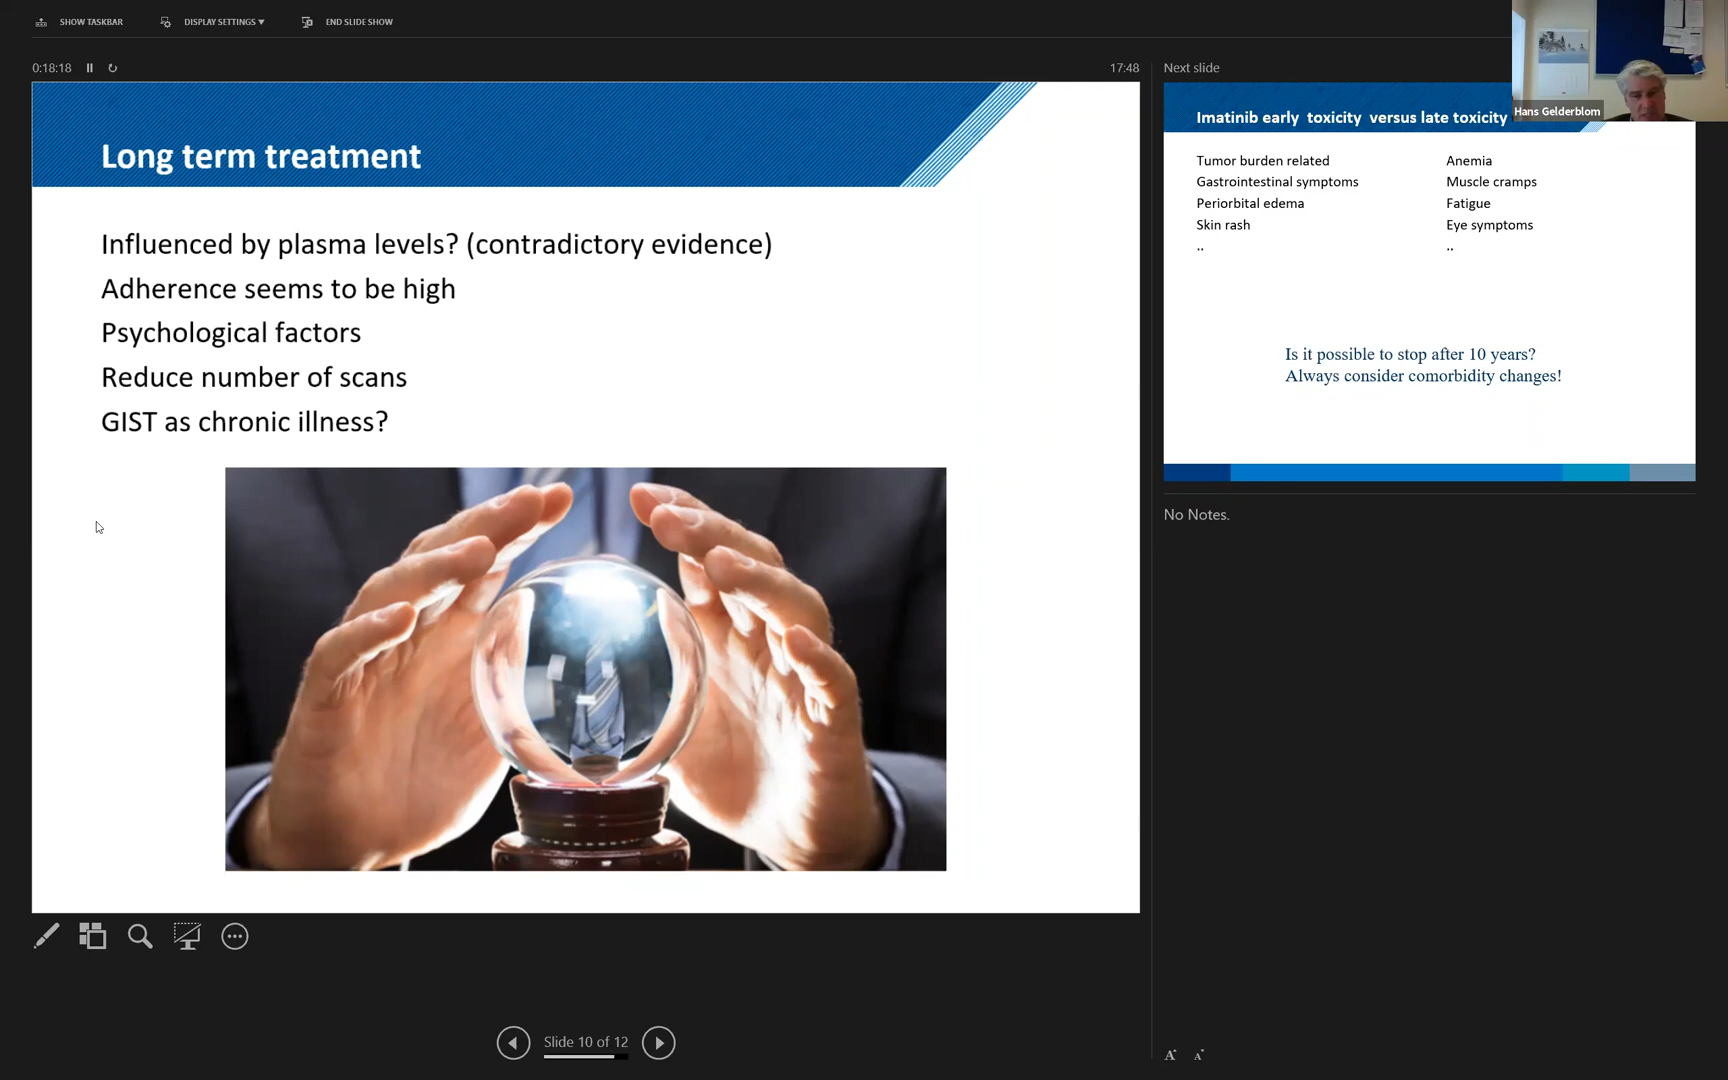 SHOW TASKBAR
DISPLAY SETTINGS ▾
END SLIDE SHOW
0:18:18
17:48
Long term treatment
Influenced by plasma levels? (contradictory evidence)
Adherence seems to be high
Psychological factors
Reduce number of scans
GIST as chronic illness?
Slide 10 of 12
Next slide
Hans Gelderblom
Imatinib early toxicity versus late toxicity
Tumor burden related
Gastrointestinal symptoms
Periorbital edema
Skin rash
..
Anemia
Muscle cramps
Fatigue
Eye symptoms
..
Is it possible to stop after 10 years?
Always consider comorbidity changes!
No Notes.
A A